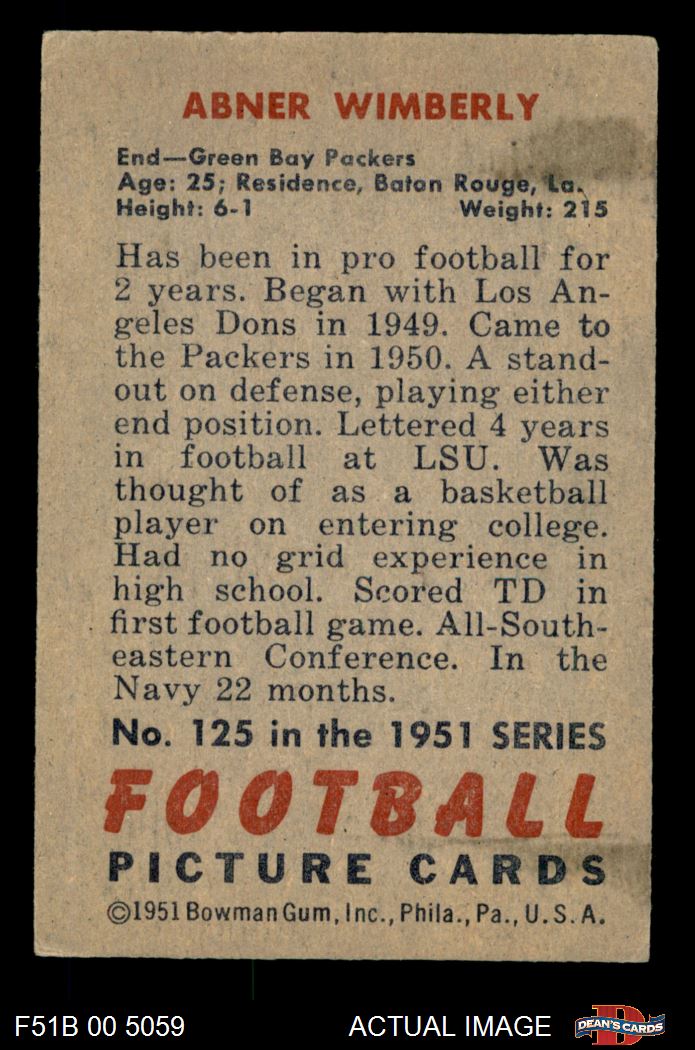 ABNER WIMBERLY
End—Green Bay Packers
Age: 25; Residence, Baton Rouge, La.
Height: 6-1 Weight: 215
Has been in pro football for
2 years. Began with Los An-
geles Dons in 1949. Came to
the Packers in 1950. A stand-
out on defense, playing either
end position. Lettered 4 years
in football at LSU. Was
thought of as a basketball
player on entering college.
Had no grid experience in
high school. Scored TD in
first football game. All-South-
eastern Conference. In the
Navy 22 months.
No. 125 in the 1951 SERIES
FOOTBALL
PICTURE CARDS
©1951 Bowman Gum, Inc., Phila., Pa., U.S.A.
F51B 00 5059 ACTUAL IMAGE
D
DEAN'S CARDS